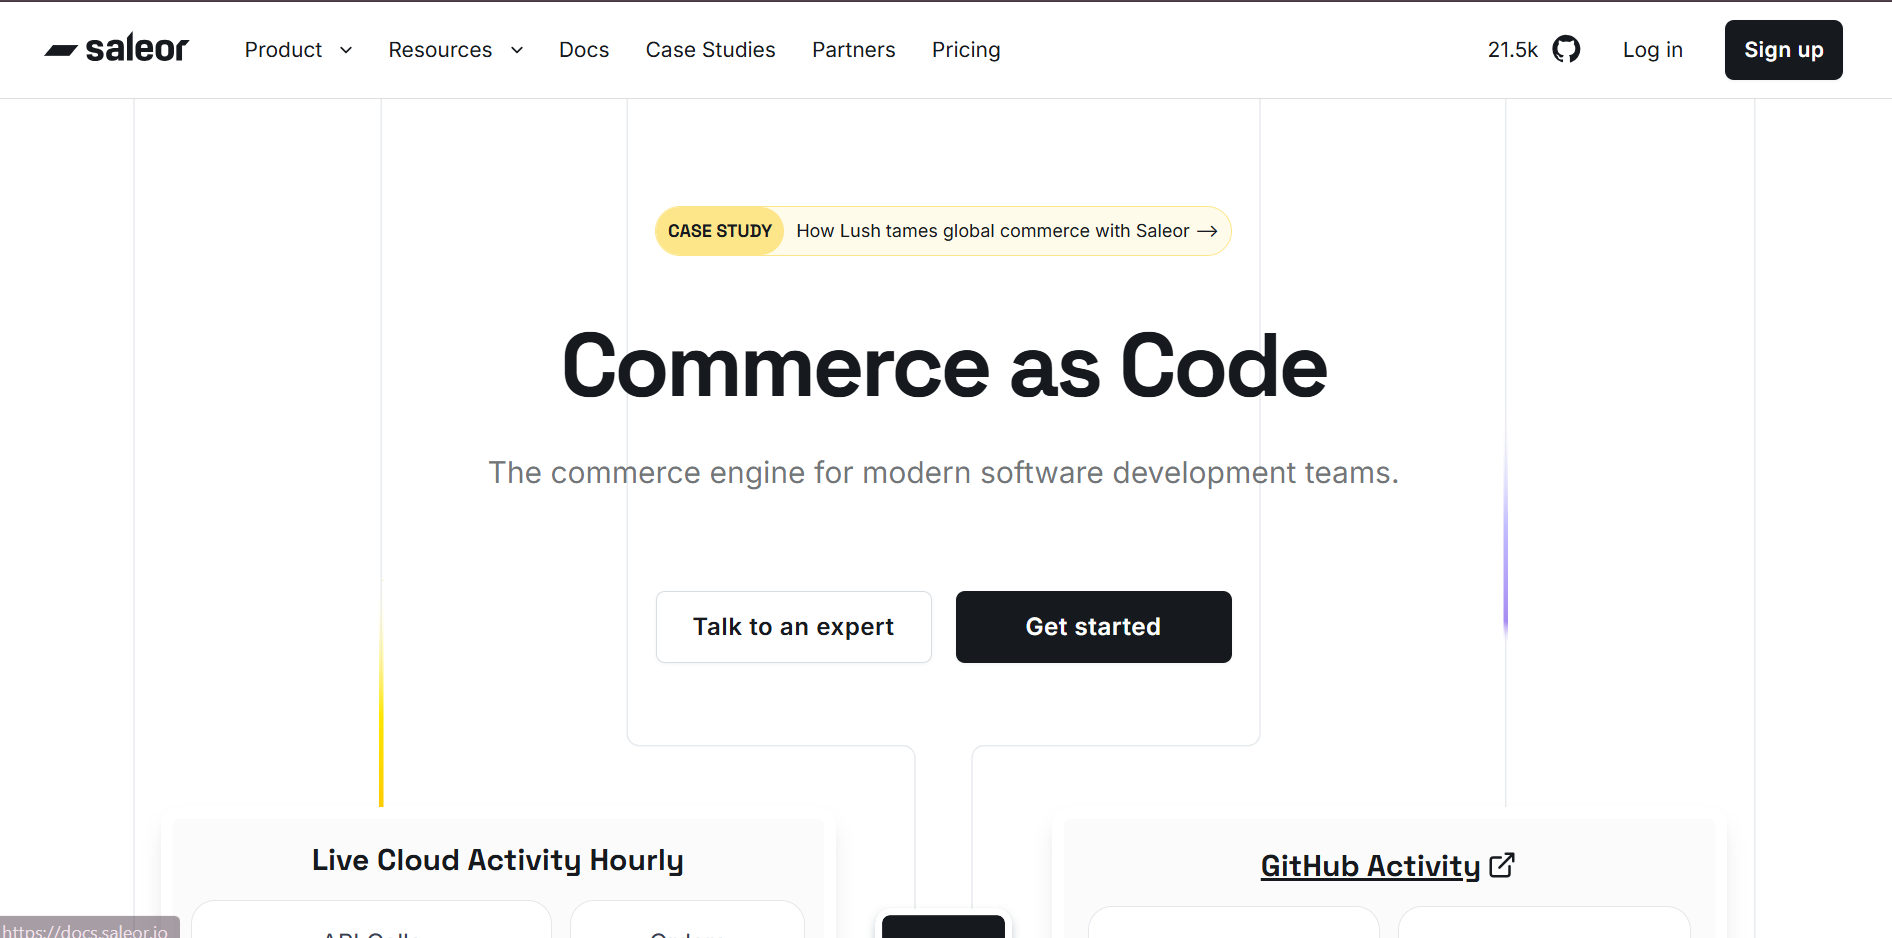 saleor Product Resources Docs Case Studies Partners Pricing 21.5k Log in Sign up
CASE STUDY How Lush tames global commerce with Saleor →
Commerce as Code
The commerce engine for modern software development teams.
Talk to an expert Get started
Live Cloud Activity Hourly
GitHub Activity
https://docs.saleor.io